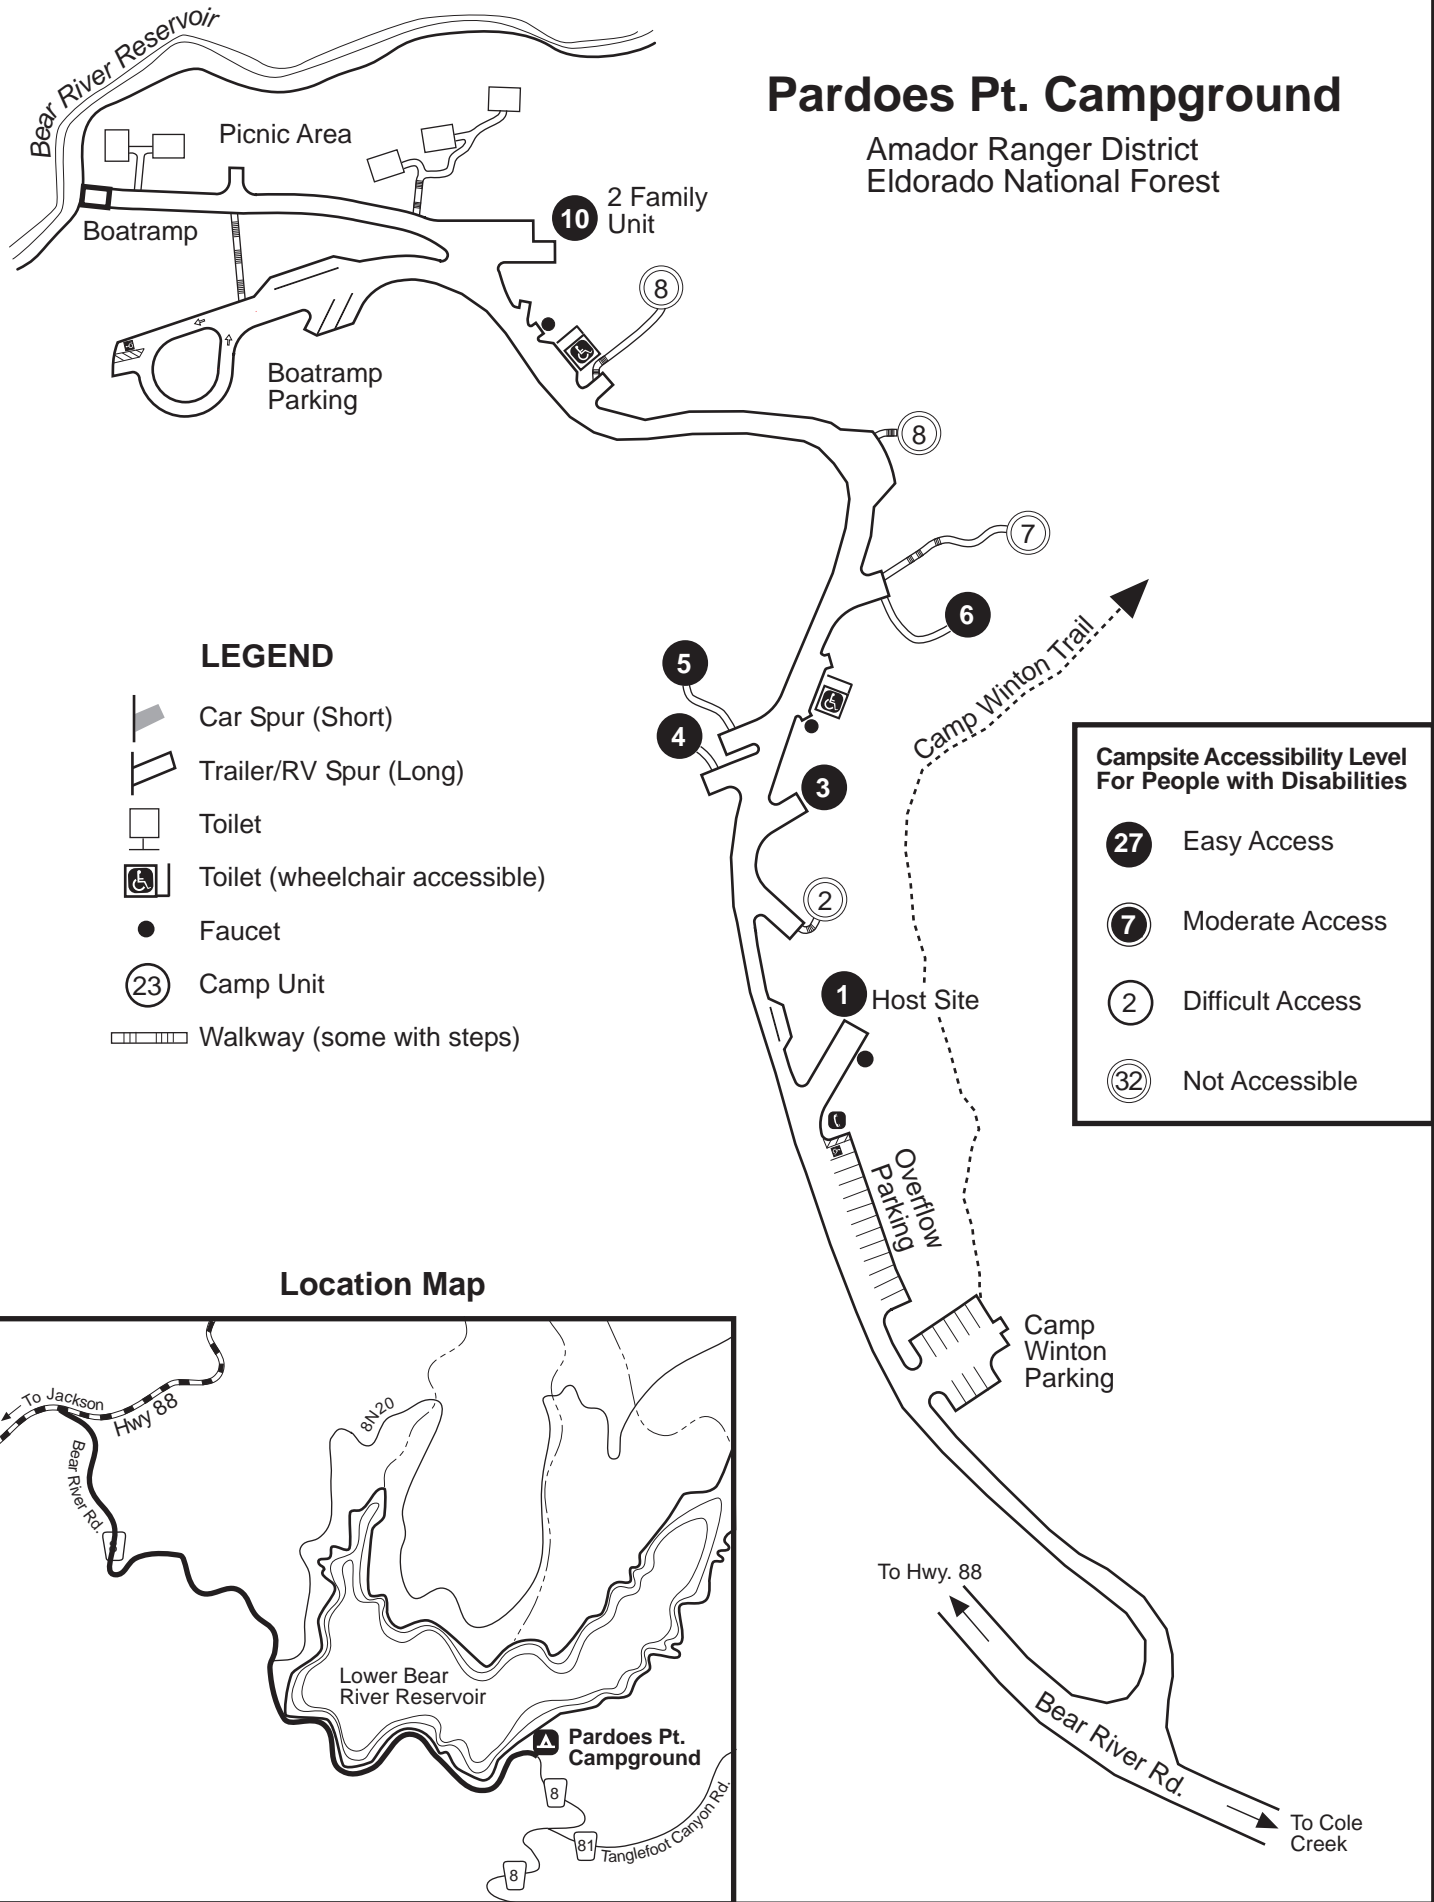 Pardoes Pt. Campground
Amador Ranger District
Eldorado National Forest
Bear River Reservoir
Picnic Area
Boatramp
10
2 Family
Unit
8
Boatramp
Parking
8
7
6
Camp Winton Trail
5
4
3
2
1
Host Site
Overflow
Parking
Camp
Winton
Parking
To Hwy. 88
Bear River Rd.
To Cole
Creek
LEGEND
Car Spur (Short)
Trailer/RV Spur (Long)
Toilet
Toilet (wheelchair accessible)
Faucet
23
Camp Unit
Walkway (some with steps)
Campsite Accessibility Level
For People with Disabilities
27
Easy Access
7
Moderate Access
2
Difficult Access
32
Not Accessible
Location Map
To Jackson
Hwy 88
Bear River Rd.
8N20
Lower Bear
River Reservoir
Pardoes Pt.
Campground
8
81
Tanglefoot Canyon Rd.
8